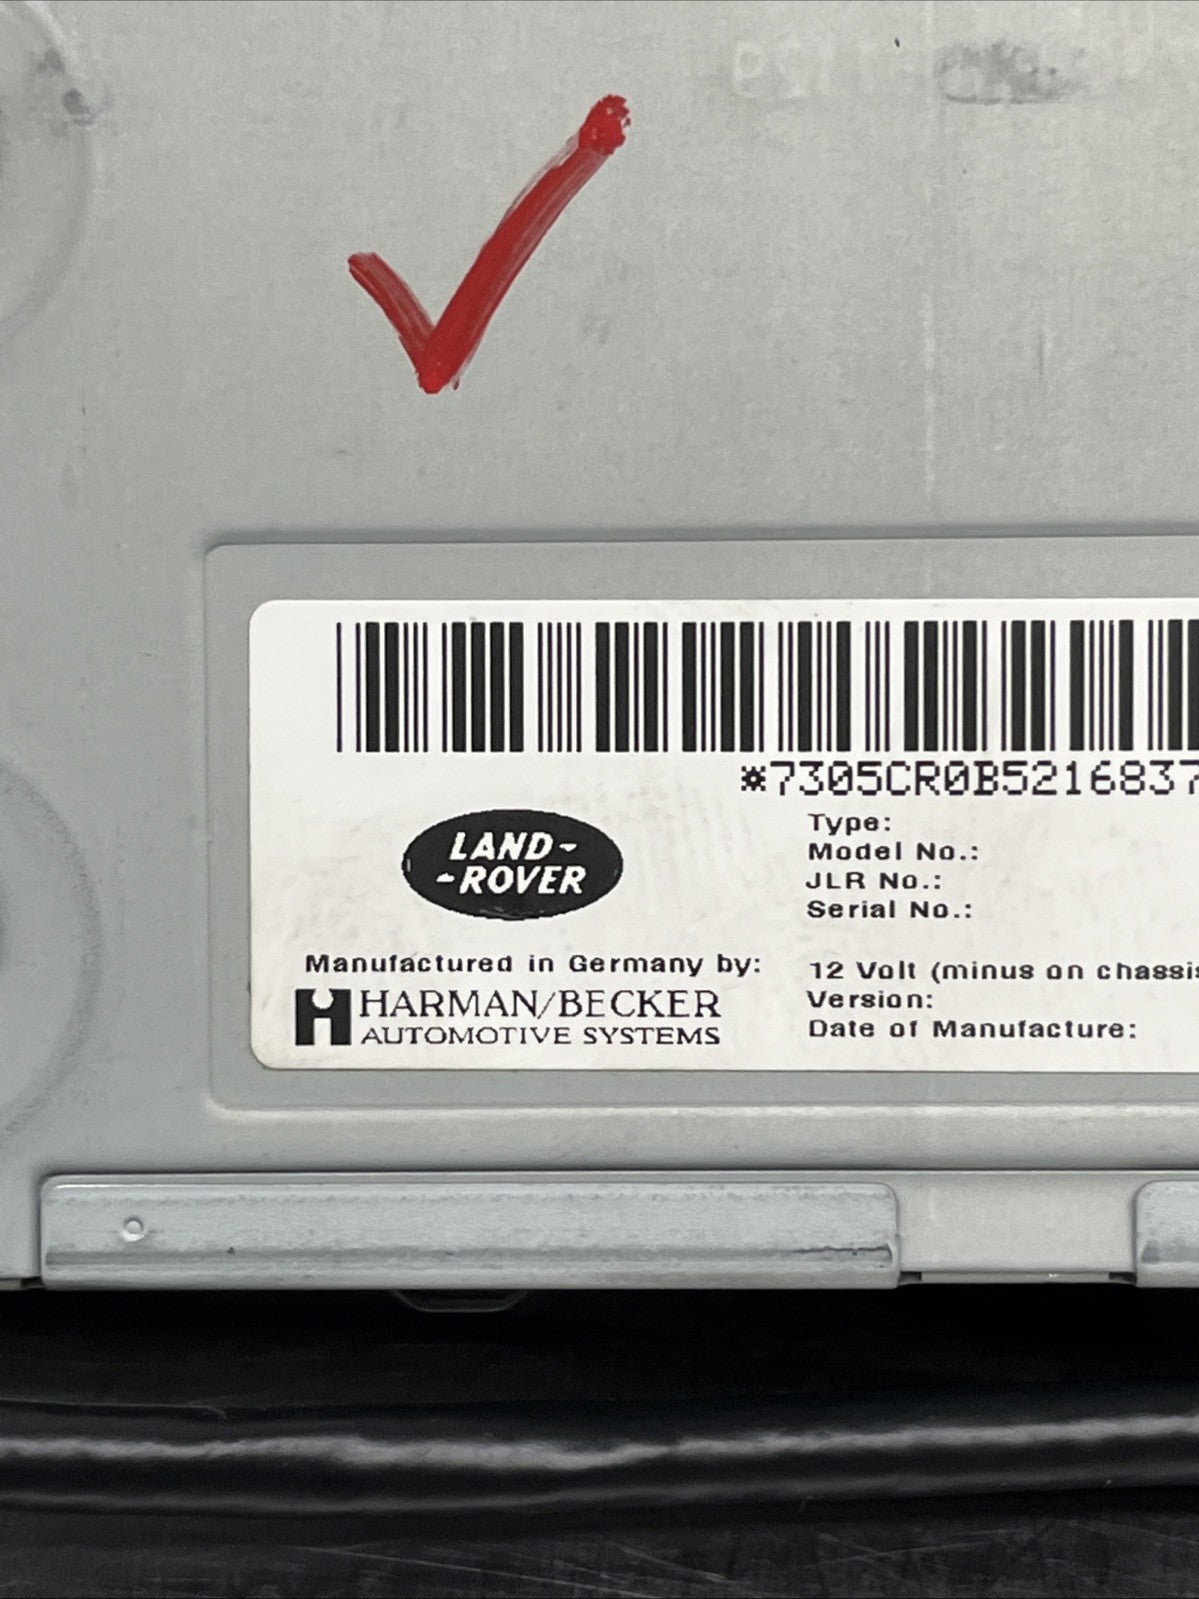 *7305CR0B5216837
LAND-
-ROVER
Type:
Model No.:
JLR No.:
Serial No.:
Manufactured in Germany by:
HARMAN/BECKER
AUTOMOTIVE SYSTEMS
12 Volt (minus on chassis
Version:
Date of Manufacture: